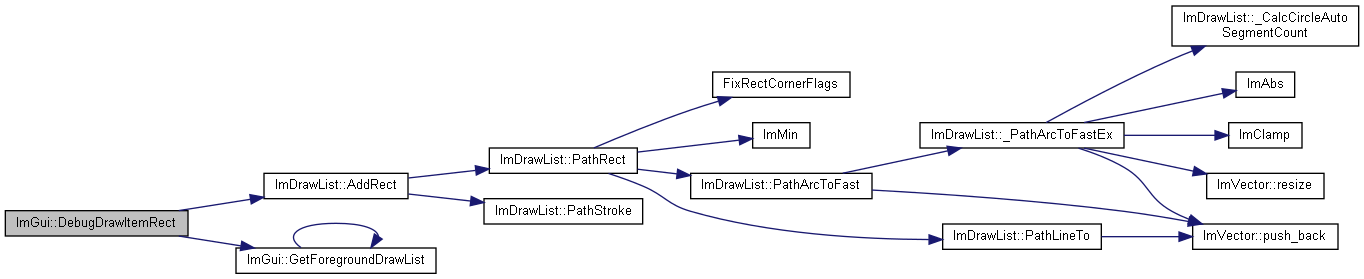 ImDrawList::_CalcCircleAuto
SegmentCount
FixRectCornerFlags
ImAbs
ImMin
ImDrawList::_PathArcToFastEx
ImClamp
ImDrawList::PathRect
ImDrawList::AddRect
ImDrawList::PathArcToFast
ImVector::resize
ImDrawList::PathStroke
ImGui::DebugDrawItemRect
ImDrawList::PathLineTo
ImVector::push_back
ImGui::GetForegroundDrawList